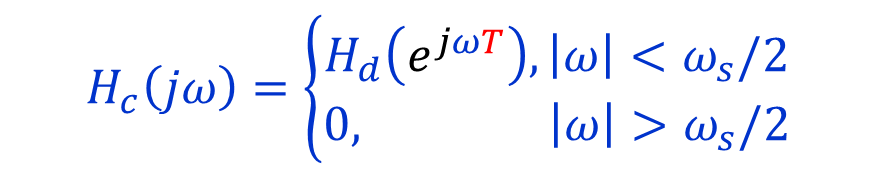 H_c(jω) = { H_d(e^{jωT}), |ω| < ω_s/2
0, |ω| > ω_s/2